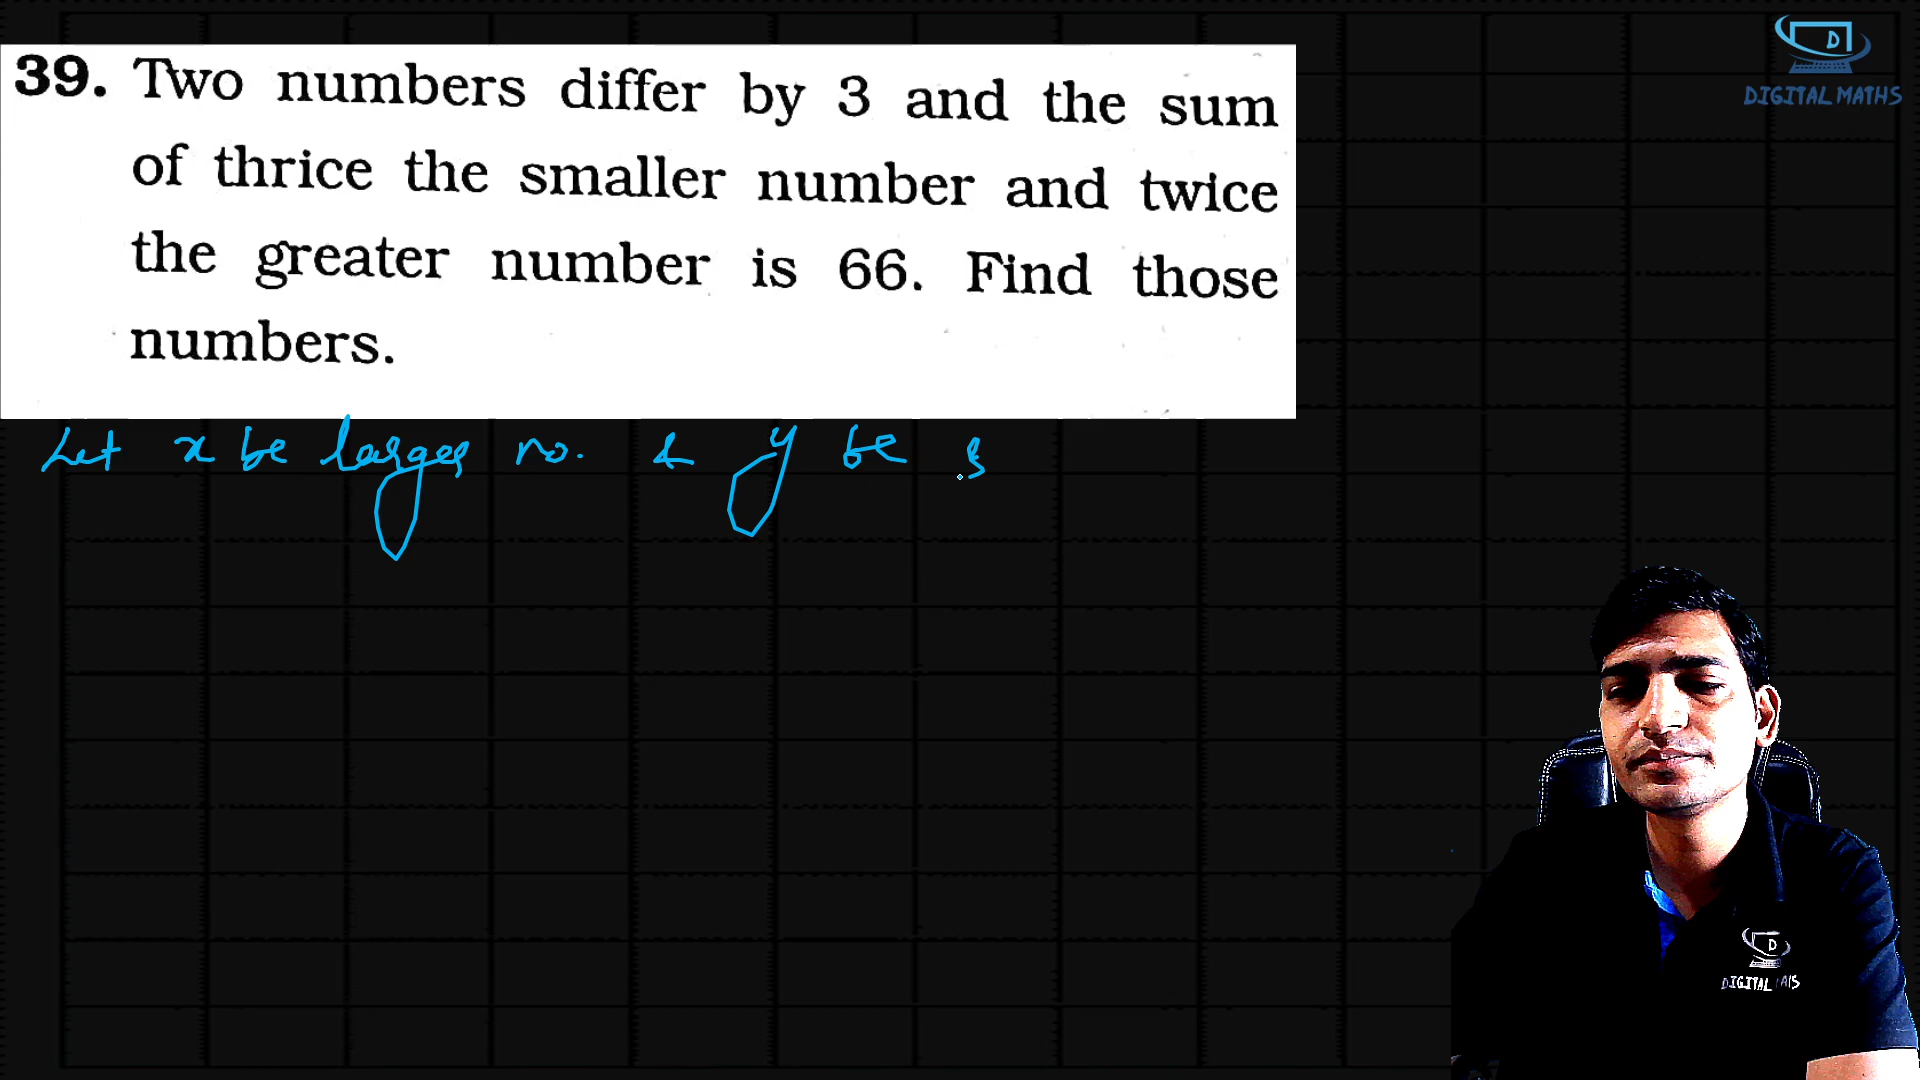 39. Two numbers differ by 3 and the sum
of thrice the smaller number and twice
the greater number is 66. Find those
numbers.
Let x be larger no. & y be s
D
DIGITAL MATHS
D
DIGITAL